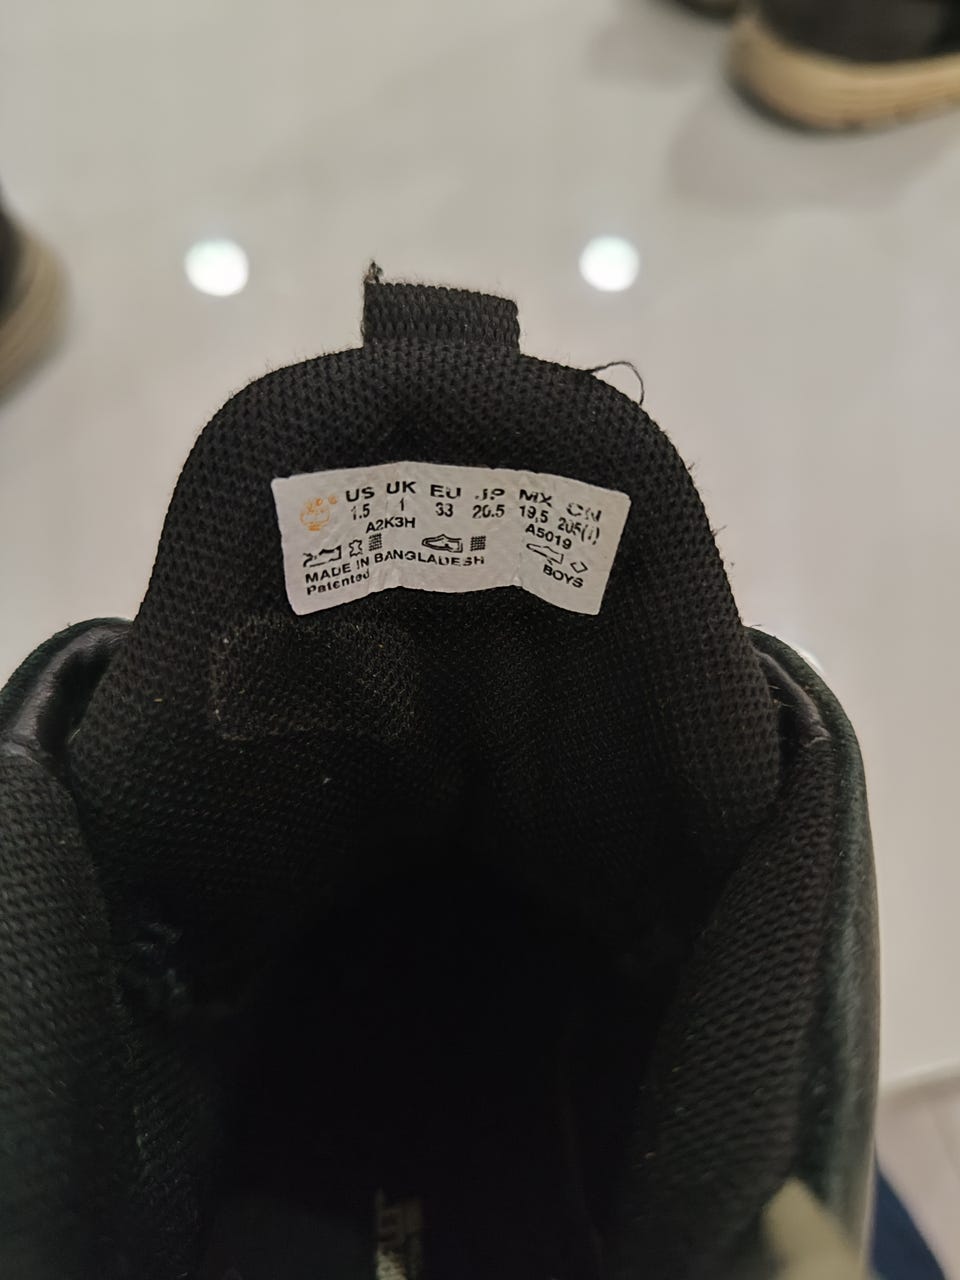 US UK EU JP MX CN
1.5 1 33 20.5 19,5 205(I)
A2K3H A5019
MADE IN BANGLADESH BOYS
Patented